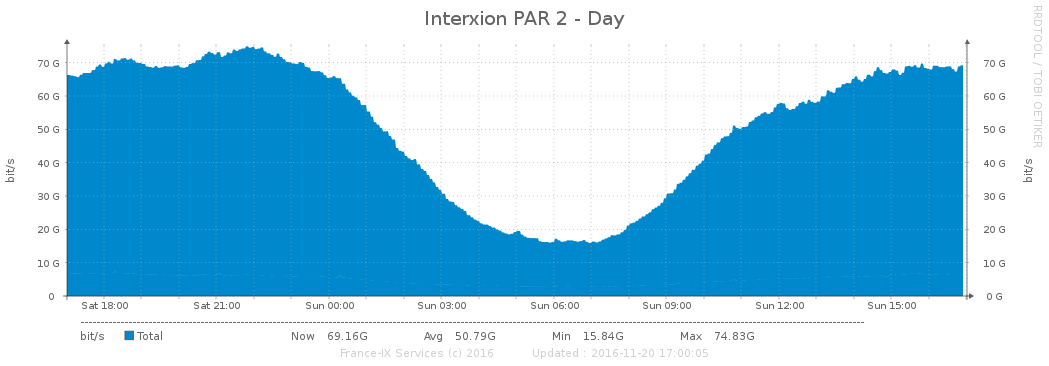 Interxion PAR 2 - Day
RRDTOOL / TOBI OETIKER
bit/s
70 G 70 G
60 G 60 G
50 G 50 G
40 G 40 G
30 G 30 G
20 G 20 G
10 G 10 G
0 0 G
bit/s
Sat 18:00 Sat 21:00 Sun 00:00 Sun 03:00 Sun 06:00 Sun 09:00 Sun 12:00 Sun 15:00
bit/s Total Now 69.16G Avg 50.79G Min 15.84G Max 74.83G
France-IX Services (c) 2016 Updated : 2016-11-20 17:00:05